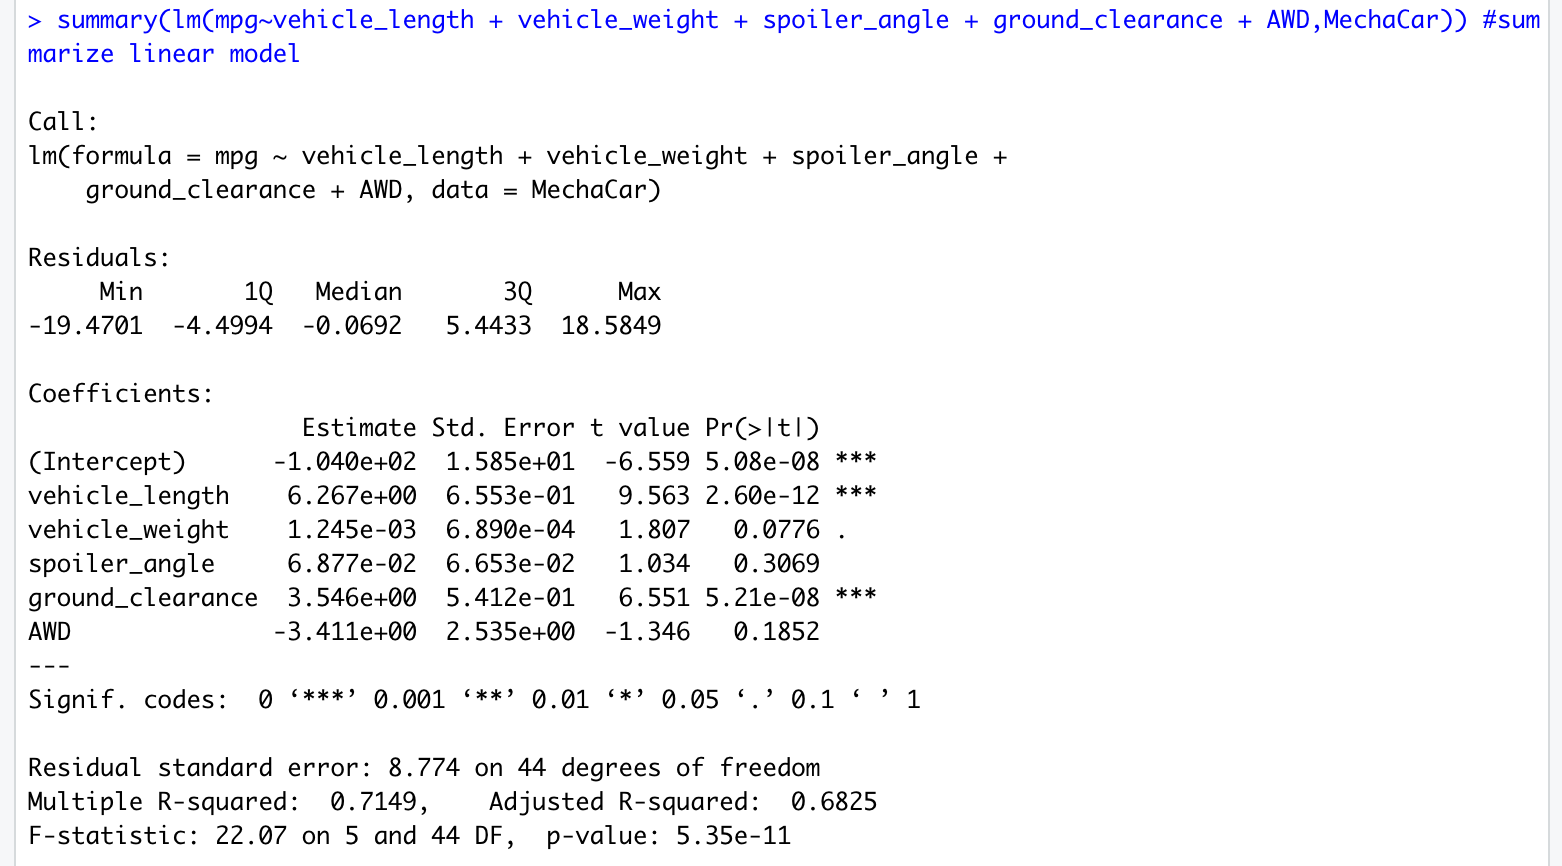 > summary(lm(mpg~vehicle_length + vehicle_weight + spoiler_angle + ground_clearance + AWD,MechaCar)) #sum
marize linear model

Call:
lm(formula = mpg ~ vehicle_length + vehicle_weight + spoiler_angle +
    ground_clearance + AWD, data = MechaCar)

Residuals:
     Min       1Q   Median       3Q      Max
-19.4701  -4.4994  -0.0692   5.4433  18.5849

Coefficients:
                   Estimate Std. Error t value Pr(>|t|)
(Intercept)      -1.040e+02  1.585e+01  -6.559 5.08e-08 ***
vehicle_length    6.267e+00  6.553e-01   9.563 2.60e-12 ***
vehicle_weight    1.245e-03  6.890e-04   1.807   0.0776 .
spoiler_angle     6.877e-02  6.653e-02   1.034   0.3069
ground_clearance  3.546e+00  5.412e-01   6.551 5.21e-08 ***
AWD              -3.411e+00  2.535e+00  -1.346   0.1852
---
Signif. codes:  0 ‘***’ 0.001 ‘**’ 0.01 ‘*’ 0.05 ‘.’ 0.1 ‘ ’ 1

Residual standard error: 8.774 on 44 degrees of freedom
Multiple R-squared:  0.7149,    Adjusted R-squared:  0.6825
F-statistic: 22.07 on 5 and 44 DF,  p-value: 5.35e-11